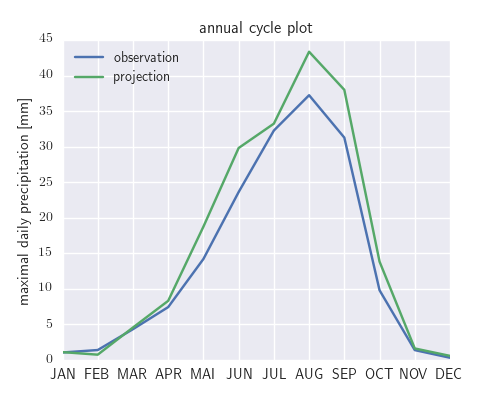 annual cycle plot
observation
projection
maximal daily precipitation [mm]
45
40
35
30
25
20
15
10
5
0
JAN FEB MAR APR MAI JUN JUL AUG SEP OCT NOV DEC